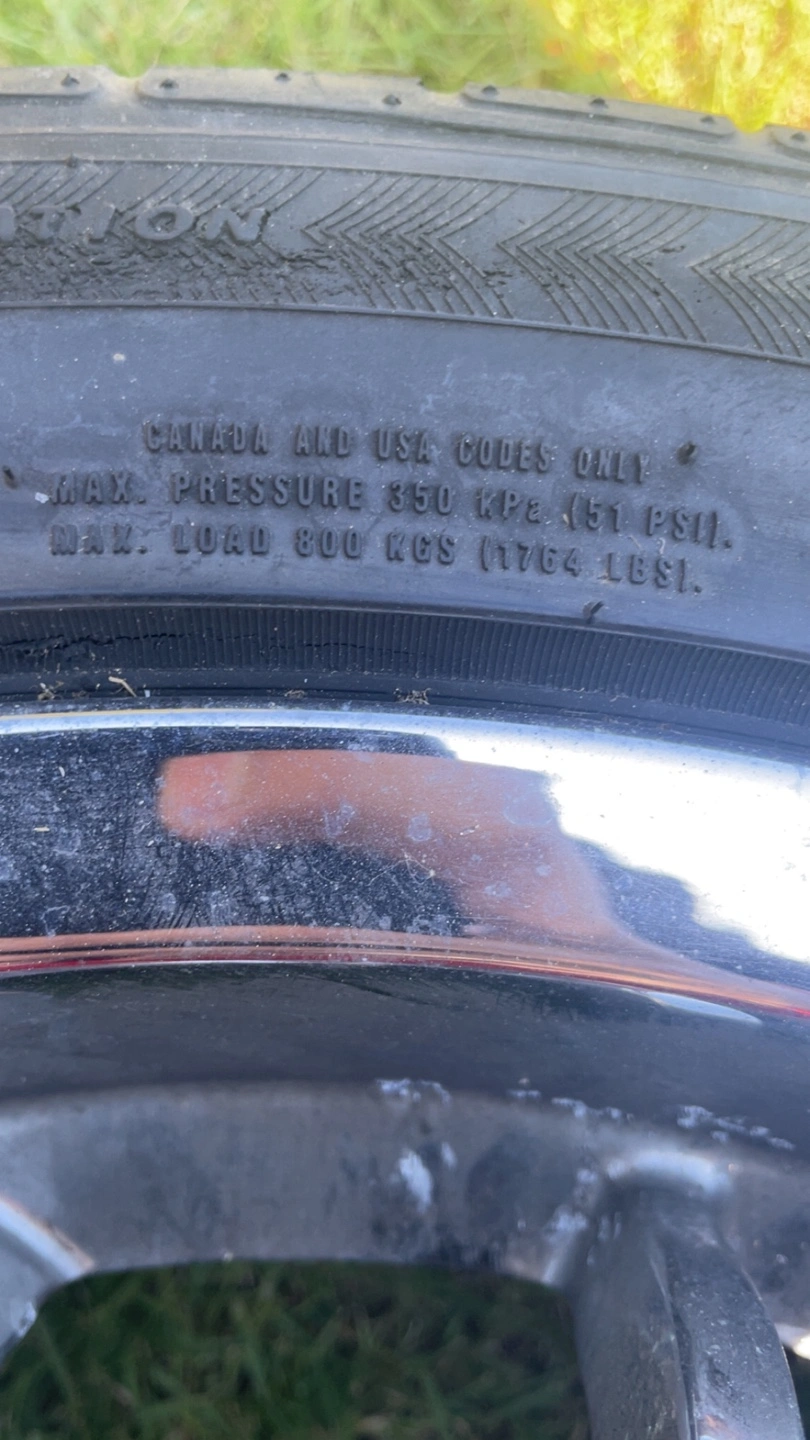 CANADA AND USA CODES ONLY
MAX. PRESSURE 350 KPa (51 PSI).
MAX. LOAD 800 KGS (1764 LBS).